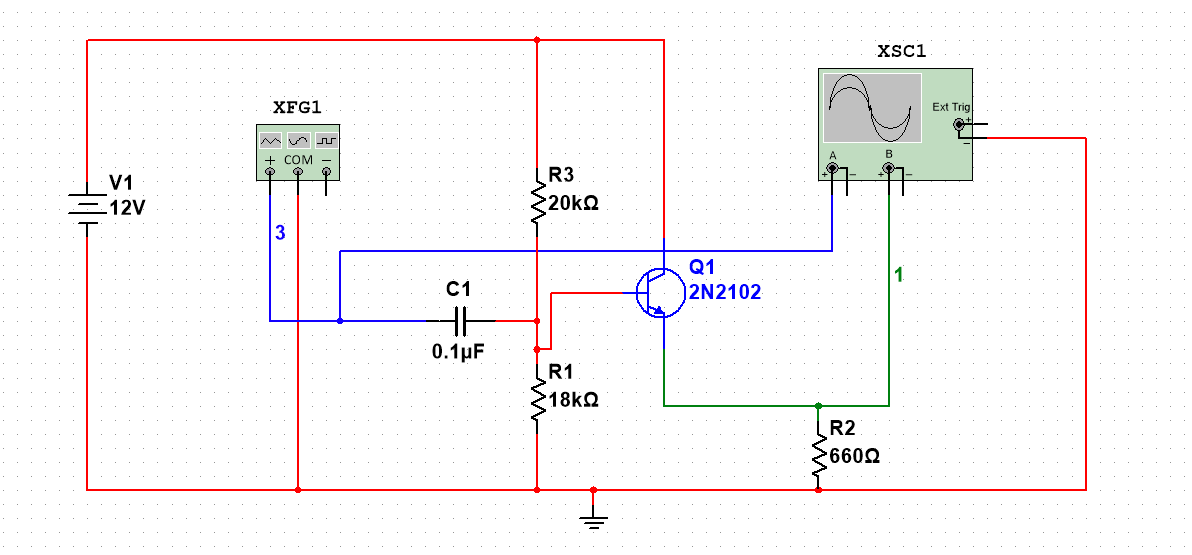 XFG1
+ COM −
V1
12V
3
R3
20kΩ
C1
0.1µF
R1
18kΩ
Q1
2N2102
XSC1
Ext Trig
+
−
A
B
+ −
+ −
1
R2
660Ω